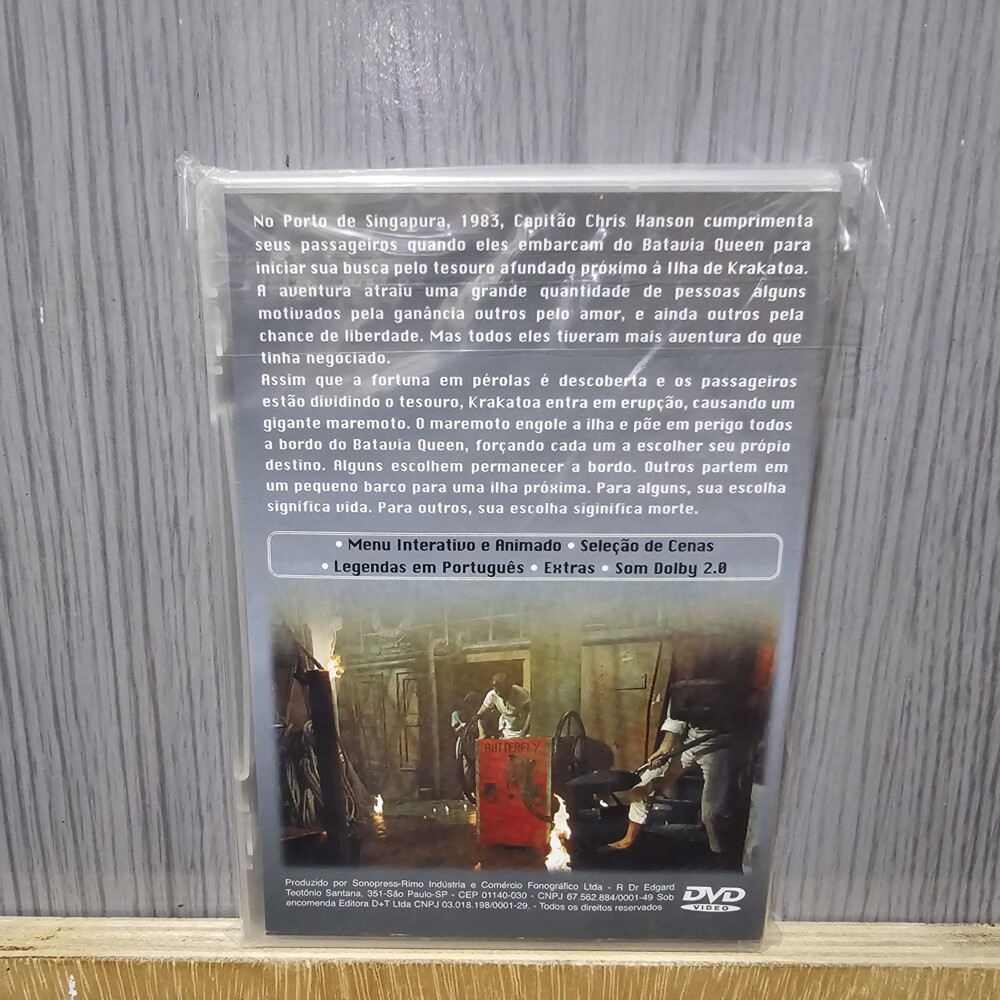 No Porto de Singapura, 1983, Capitão Chris Hanson cumprimenta
seus passageiros quando eles embarcam do Batavia Queen para
iniciar sua busca pelo tesouro afundado próximo à Ilha de Krakatoa.
A aventura atraiu uma grande quantidade de pessoas alguns
motivados pela ganância outros pelo amor, e ainda outros pela
chance de liberdade. Mas todos eles tiveram mais aventura do que
tinha negociado.
Assim que a fortuna em pérolas é descoberta e os passageiros
estão dividindo o tesouro, Krakatoa entra em erupção, causando um
gigante maremoto. O maremoto engole a ilha e põe em perigo todos
a bordo do Batavia Queen, forçando cada um a escolher seu própio
destino. Alguns escolhem permanecer a bordo. Outros partem em
um pequeno barco para uma ilha próxima. Para alguns, sua escolha
significa vida. Para outros, sua escolha siginifica morte.
• Menu Interativo e Animado • Seleção de Cenas
• Legendas em Português • Extras • Som Dolby 2.0
BUTTERFLY
Produzido por Sonopress-Rimo Indústria e Comércio Fonográfico Ltda - R Dr Edgard
Teotônio Santana, 351-São Paulo-SP - CEP 01140-030 - CNPJ 67.562.884/0001-49 Sob
encomenda Editora D+T Ltda CNPJ 03.018.198/0001-29. - Todos os direitos reservados
DVD
VIDEO